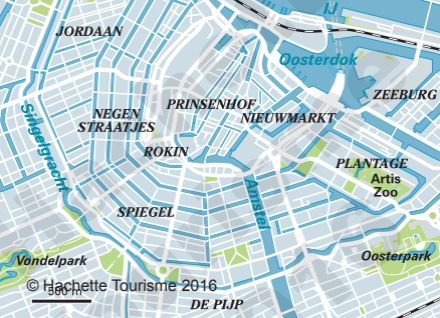 IJ
JORDAAN
Oosterdok
ZEEBURG
PRINSENHOF
NEGEN
STRAATJES
NIEUWMARKT
Singelgracht
ROKIN
PLANTAGE
Artis
Zoo
Amstel
SPIEGEL
Vondelpark
Oosterpark
© Hachette Tourisme 2016
500 m
DE PIJP